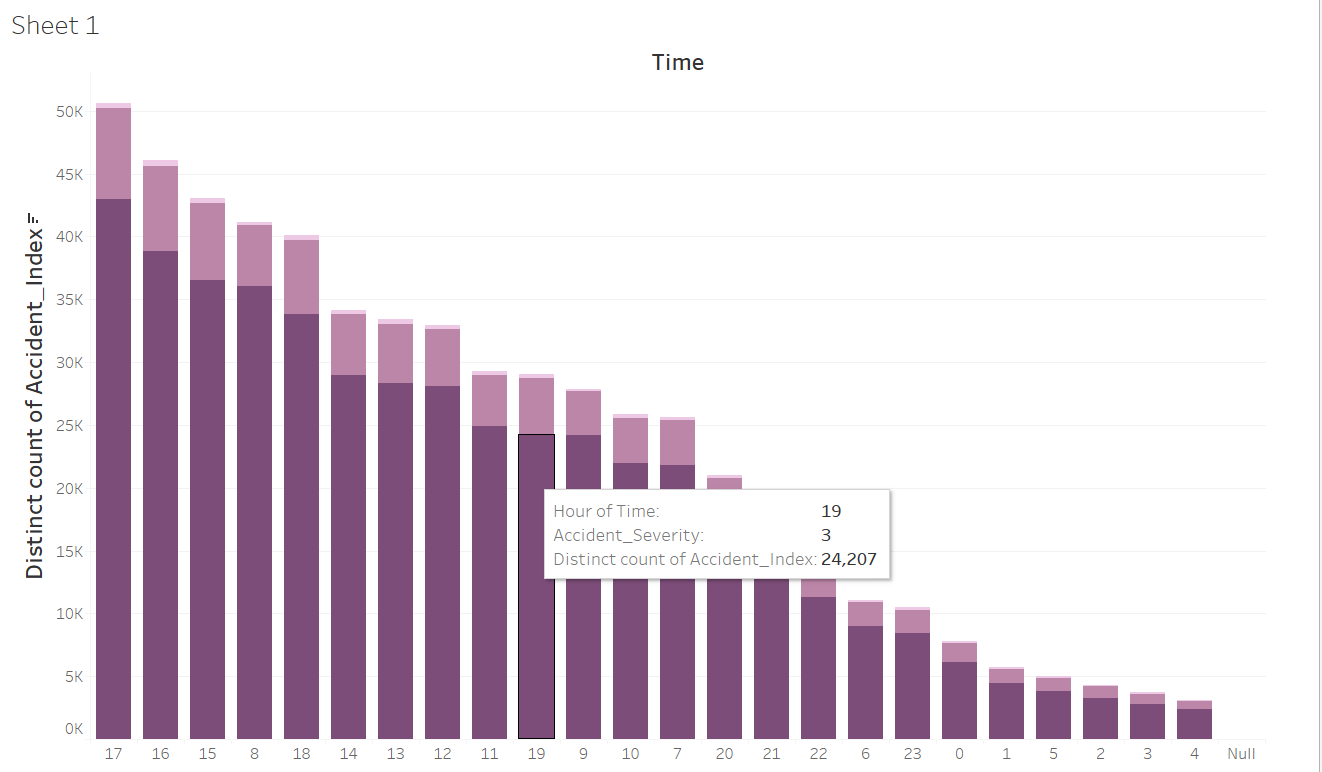 Sheet 1
Time
Distinct count of Accident_Index
50K
45K
40K
35K
30K
25K
20K
15K
10K
5K
0K
Hour of Time: 19
Accident_Severity: 3
Distinct count of Accident_Index: 24,207
17 16 15 8 18 14 13 12 11 19 9 10 7 20 21 22 6 23 0 1 5 2 3 4 Null